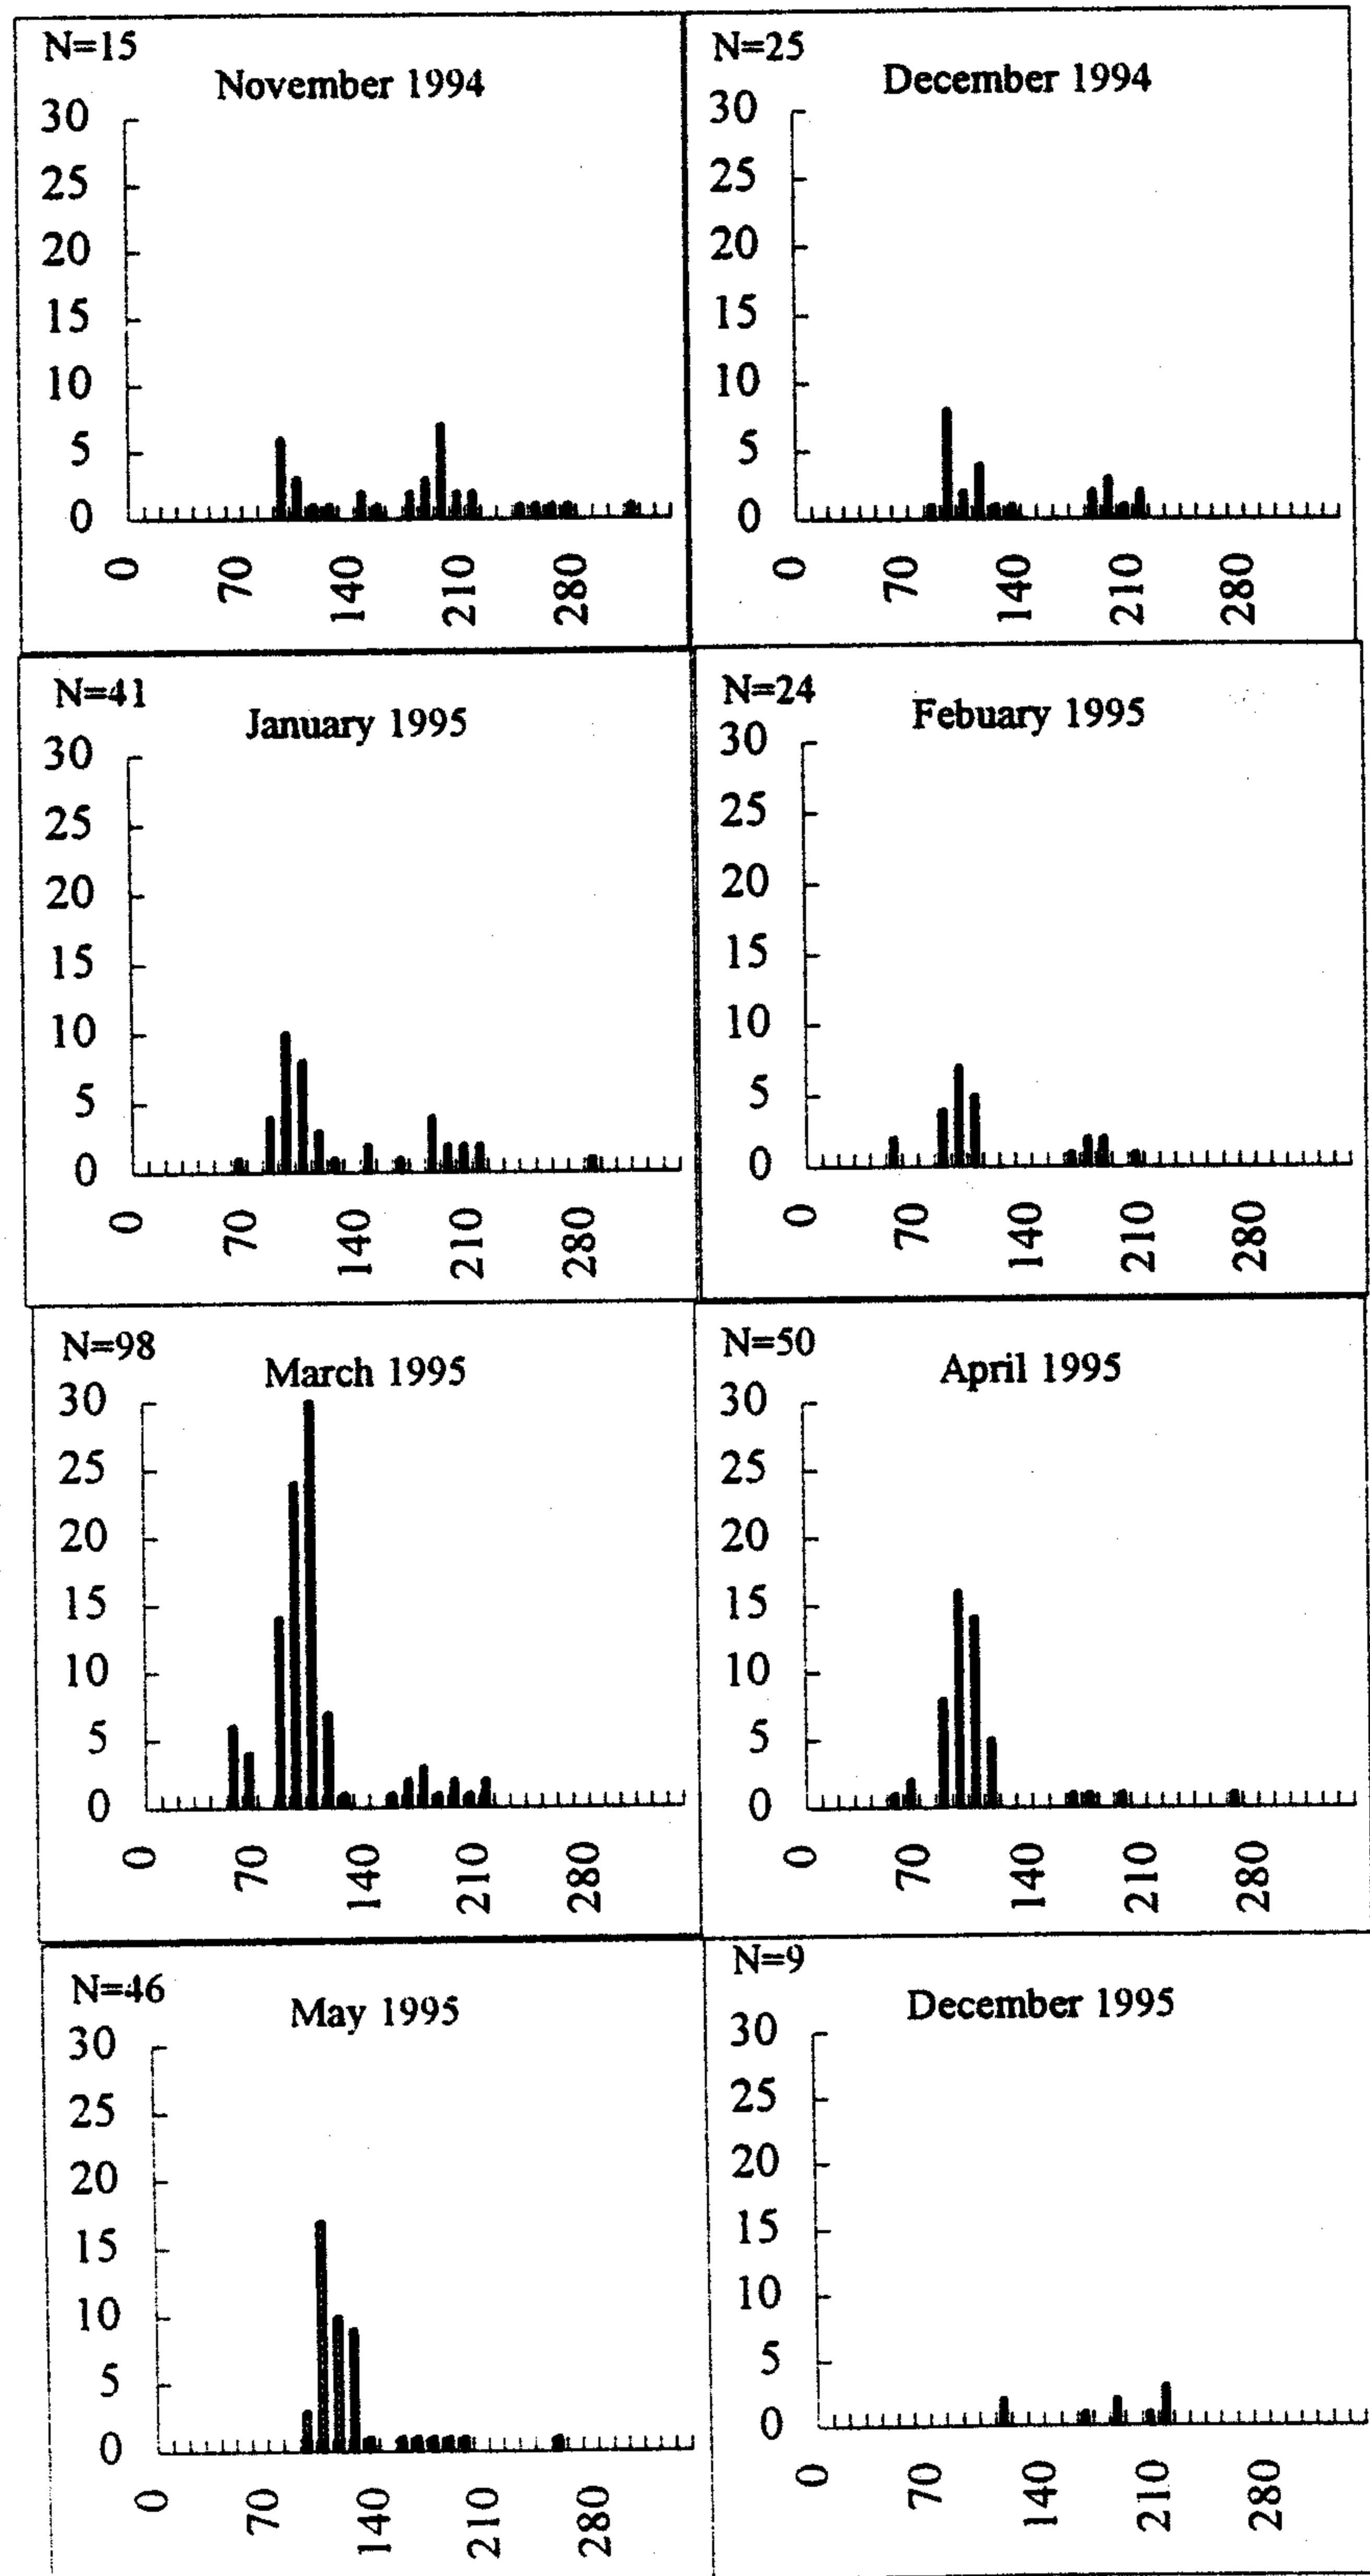 N=15
November 1994
30
25
20
15
10
5
0
0 70 140 210 280
N=25
December 1994
30
25
20
15
10
5
0
0 70 140 210 280
N=41
January 1995
30
25
20
15
10
5
0
0 70 140 210 280
N=24
Febuary 1995
30
25
20
15
10
5
0
0 70 140 210 280
N=98
March 1995
30
25
20
15
10
5
0
0 70 140 210 280
N=50
April 1995
30
25
20
15
10
5
0
0 70 140 210 280
N=46
May 1995
30
25
20
15
10
5
0
0 70 140 210 280
N=9
December 1995
30
25
20
15
10
5
0
0 70 140 210 280